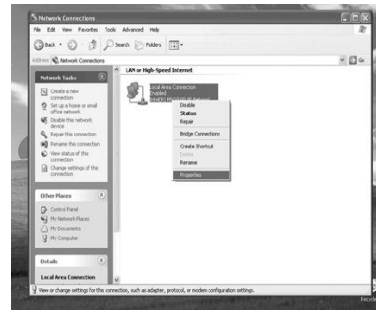 Network Connections
File Edit View Favorites Tools Advanced Help
Back Search Folders
Address Network Connections Go
Network Tasks
Create a new
connection
Set up a home or small
office network
Disable this network
device
Repair this connection
Rename this connection
View status of this
connection
Change settings of this
connection
Other Places
Control Panel
My Network Places
My Documents
My Computer
Details
Local Area Connection
LAN or High-Speed Internet
Local Area Connection
Enabled
Disable
Status
Repair
Bridge Connections
Create Shortcut
Delete
Rename
Properties
View or change settings for this connection, such as adapter, protocol, or modem configuration settings.